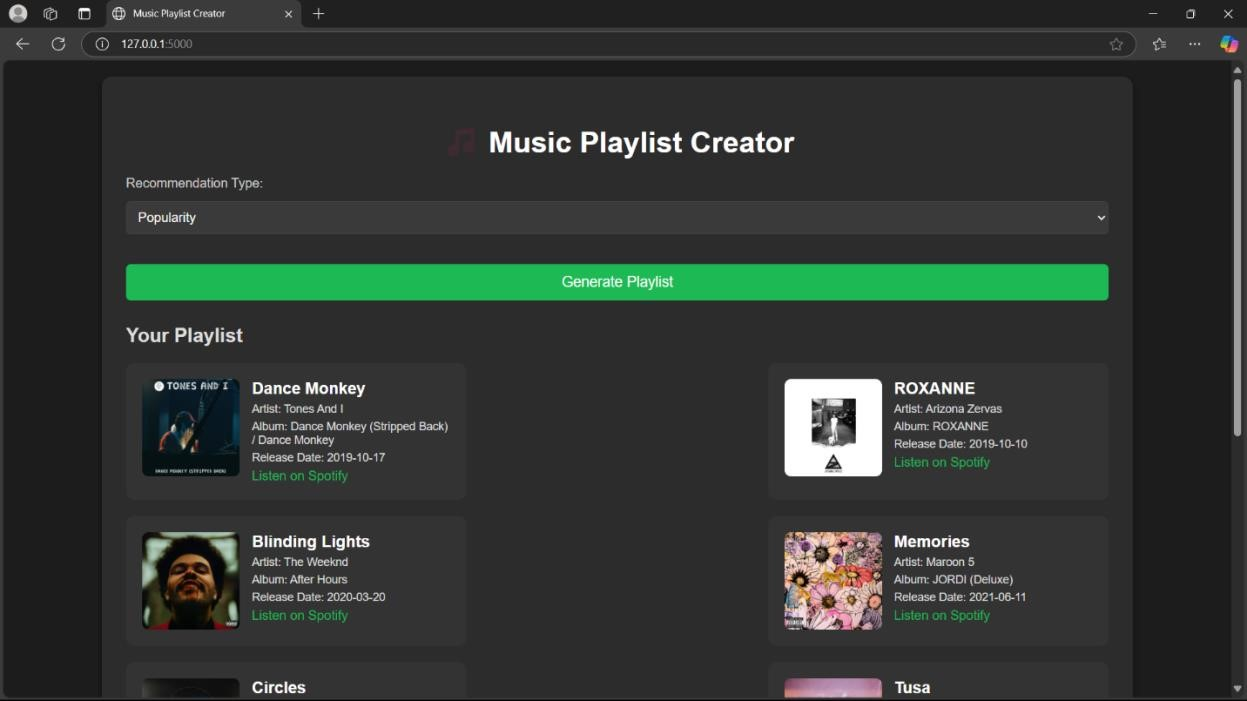 Music Playlist Creator
127.0.0.1:5000
Music Playlist Creator
Recommendation Type:
Popularity
Generate Playlist
Your Playlist
TONES AND I
DANCE MONKEY (STRIPPED BACK)
Dance Monkey
Artist: Tones And I
Album: Dance Monkey (Stripped Back)
/ Dance Monkey
Release Date: 2019-10-17
Listen on Spotify
ROXANNE
Artist: Arizona Zervas
Album: ROXANNE
Release Date: 2019-10-10
Listen on Spotify
Blinding Lights
Artist: The Weeknd
Album: After Hours
Release Date: 2020-03-20
Listen on Spotify
Memories
Artist: Maroon 5
Album: JORDI (Deluxe)
Release Date: 2021-06-11
Listen on Spotify
Circles
Tusa